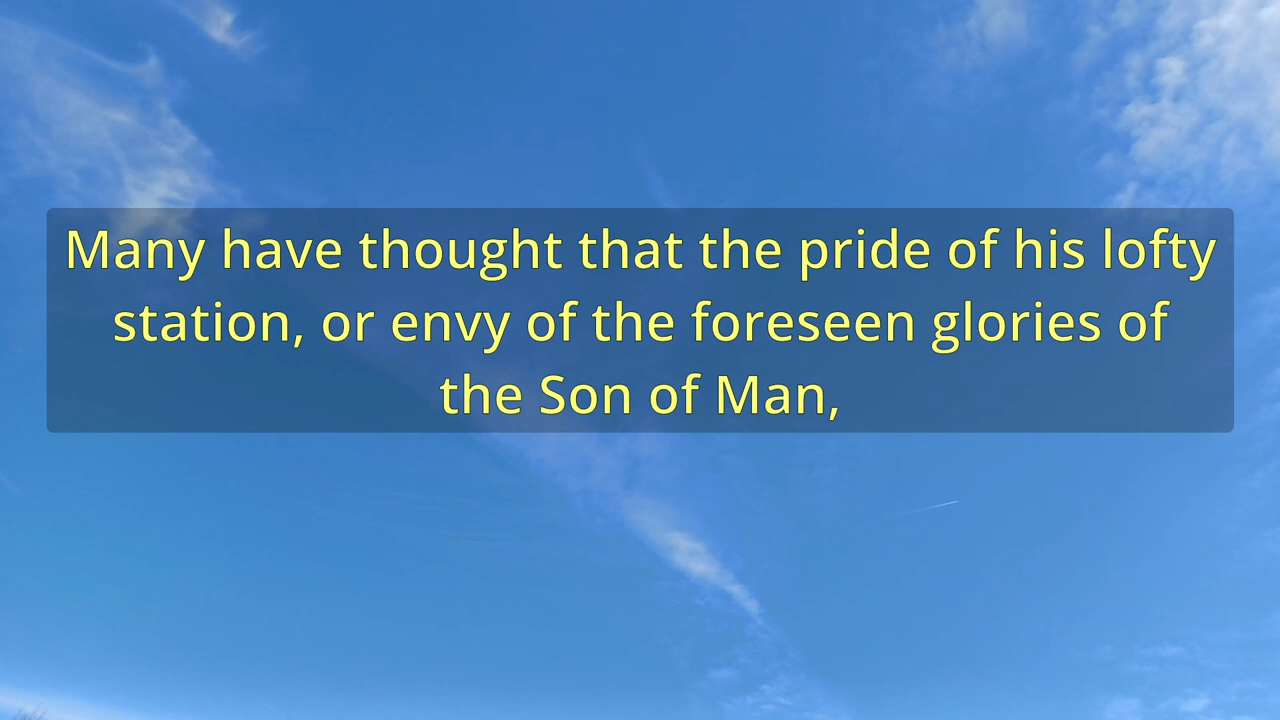 Many have thought that the pride of his lofty
station, or envy of the foreseen glories of
the Son of Man,